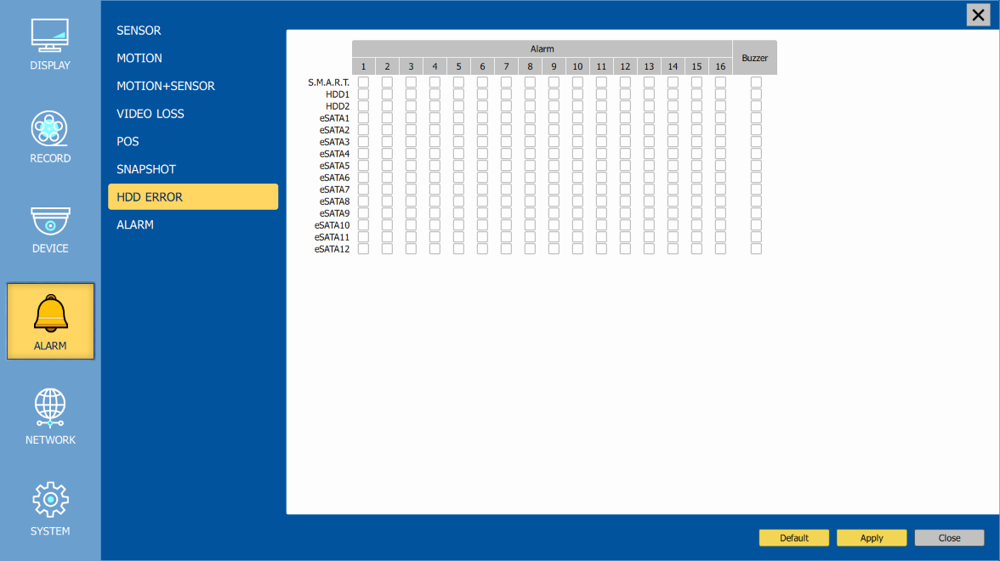 DISPLAY
RECORD
DEVICE
ALARM
NETWORK
SYSTEM
SENSOR
MOTION
MOTION+SENSOR
VIDEO LOSS
POS
SNAPSHOT
HDD ERROR
ALARM
Alarm
Buzzer
1 2 3 4 5 6 7 8 9 10 11 12 13 14 15 16
S.M.A.R.T.
HDD1
HDD2
eSATA1
eSATA2
eSATA3
eSATA4
eSATA5
eSATA6
eSATA7
eSATA8
eSATA9
eSATA10
eSATA11
eSATA12
Default Apply Close